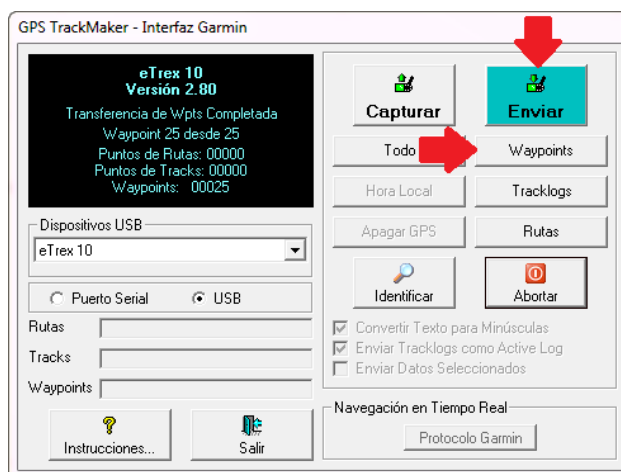 GPS TrackMaker - Interfaz Garmin
eTrex 10
Versión 2.80
Transferencia de Wpts Completada
Waypoint 25 desde 25
Puntos de Rutas: 00000
Puntos de Tracks: 00000
Waypoints: 00025
Dispositivos USB
eTrex 10
Puerto Serial
USB
Rutas
Tracks
Waypoints
Instrucciones...
Salir
Capturar
Enviar
Todo
Waypoints
Hora Local
Tracklogs
Apagar GPS
Rutas
Identificar
Abortar
Convertir Texto para Minúsculas
Enviar Tracklogs como Active Log
Enviar Datos Seleccionados
Navegación en Tiempo Real
Protocolo Garmin